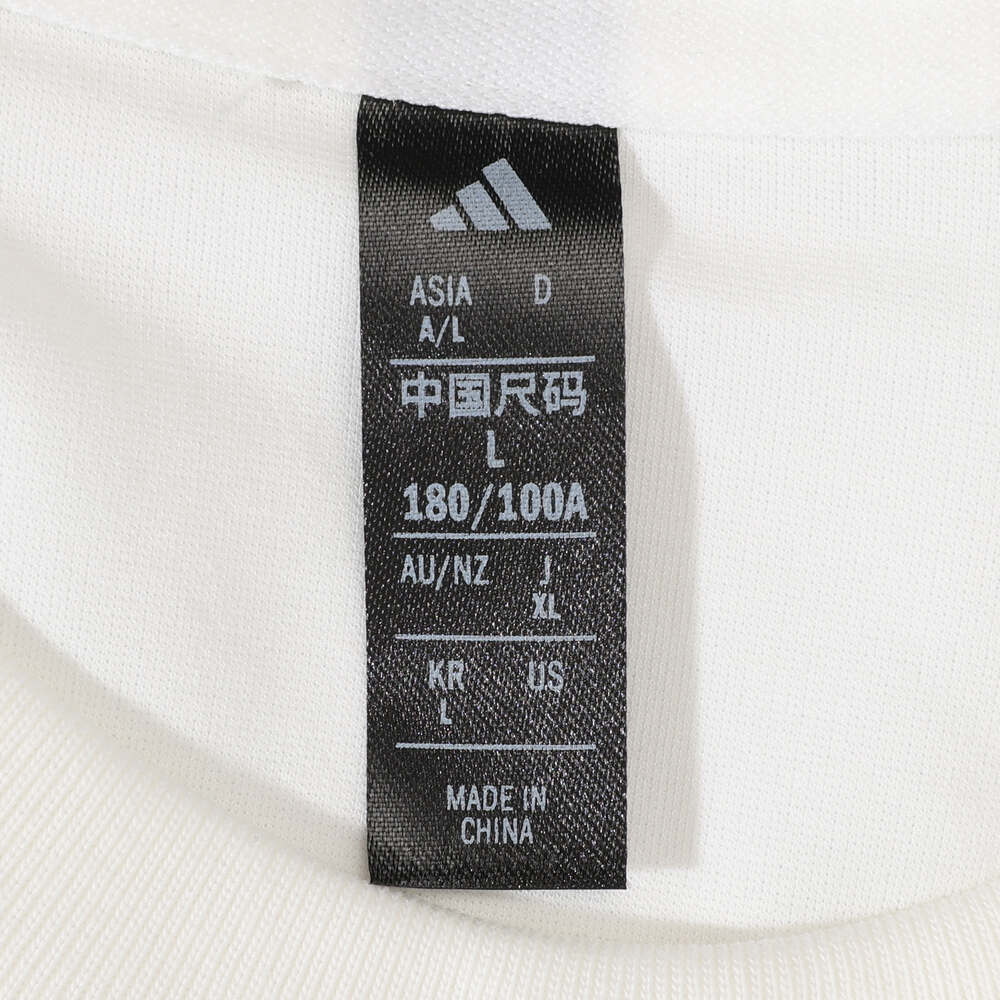 ASIA D
A/L
中国尺码
L
180/100A
AU/NZ J
XL
KR US
L
MADE IN
CHINA